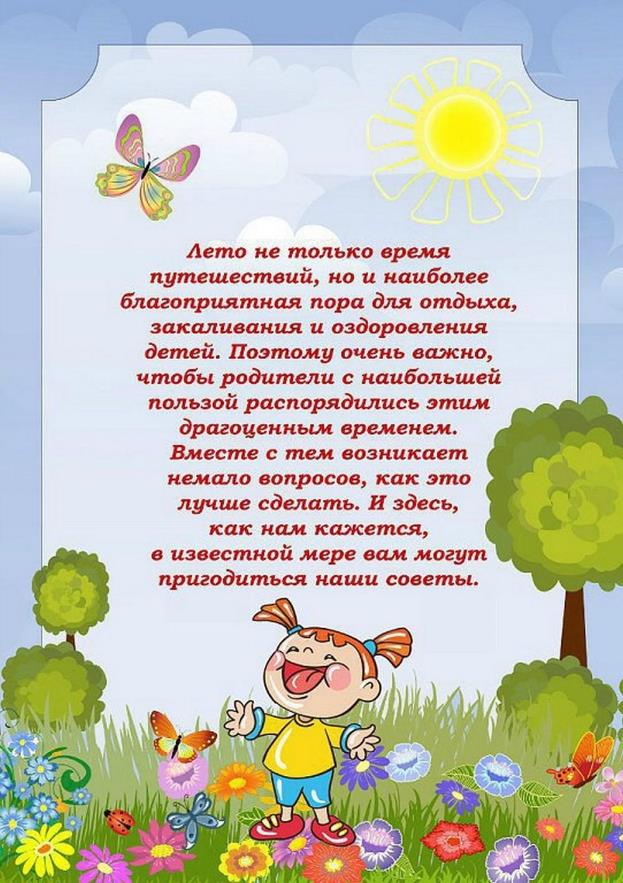 Лето не только время
путешествий, но и наиболее
благоприятная пора для отдыха,
закаливания и оздоровления
детей. Поэтому очень важно,
чтобы родители с наибольшей
пользой распорядились этим
драгоценным временем.
Вместе с тем возникает
немало вопросов, как это
лучше сделать. И здесь,
как нам кажется,
в известной мере вам могут
пригодиться наши советы.